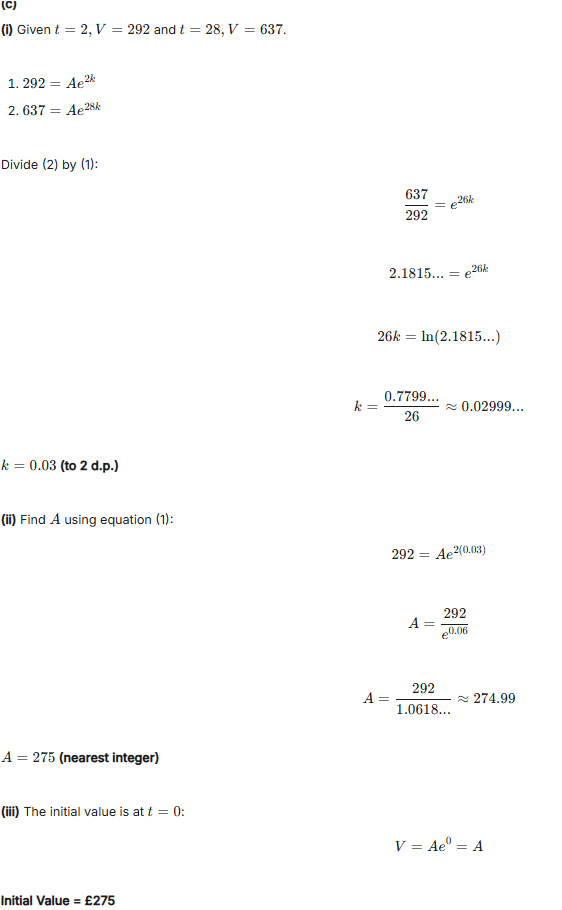 (c)
(i) Given t = 2, V = 292 and t = 28, V = 637.
1. 292 = Ae^{2k}
2. 637 = Ae^{28k}
Divide (2) by (1):
\frac{637}{292} = e^{26k}
2.1815... = e^{26k}
26k = ln(2.1815...)
k = \frac{0.7799...}{26} ≈ 0.02999...
k = 0.03 (to 2 d.p.)
(ii) Find A using equation (1):
292 = Ae^{2(0.03)}
A = \frac{292}{e^{0.06}}
A = \frac{292}{1.0618...} ≈ 274.99
A = 275 (nearest integer)
(iii) The initial value is at t = 0:
V = Ae^{0} = A
Initial Value = £275